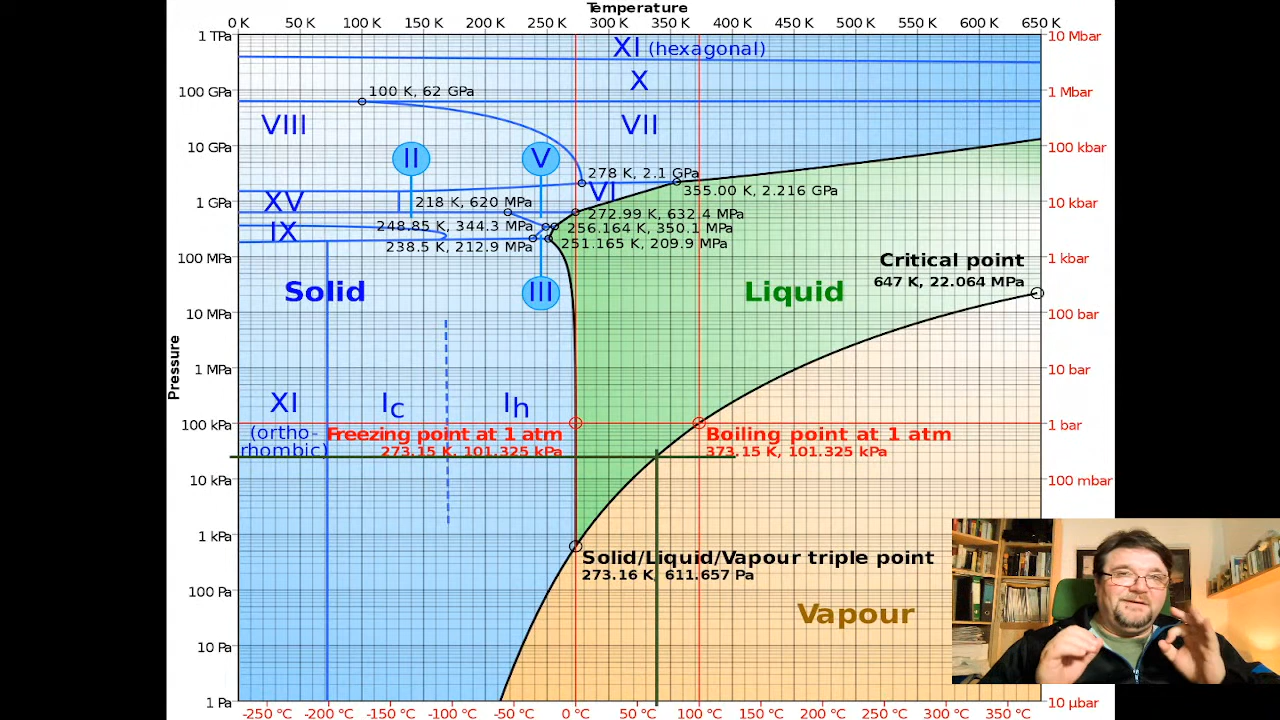 Temperature
0 K 50 K 100 K 150 K 200 K 250 K 300 K 350 K 400 K 450 K 500 K 550 K 600 K 650 K
1 TPa
10 Mbar
XI (hexagonal)
X
100 K, 62 GPa
100 GPa
1 Mbar
VIII
VII
10 GPa
100 kbar
II
V
278 K, 2.1 GPa
VI
355.00 K, 2.216 GPa
XV
218 K, 620 MPa
1 GPa
10 kbar
272.99 K, 632.4 MPa
IX
248.85 K, 344.3 MPa
256.164 K, 350.1 MPa
238.5 K, 212.9 MPa
251.165 K, 209.9 MPa
100 MPa
1 kbar
Critical point
647 K, 22.064 MPa
Solid
III
Liquid
10 MPa
100 bar
Pressure
1 MPa
10 bar
XI
(ortho-
rhombic)
Ic
Ih
100 kPa
1 bar
Freezing point at 1 atm
273.15 K, 101.325 kPa
Boiling point at 1 atm
373.15 K, 101.325 kPa
10 kPa
100 mbar
1 kPa
Solid/Liquid/Vapour triple point
273.16 K, 611.657 Pa
100 Pa
Vapour
10 Pa
1 Pa
10 µbar
-250 °C -200 °C -150 °C -100 °C -50 °C 0 °C 50 °C 100 °C 150 °C 200 °C 250 °C 300 °C 350 °C